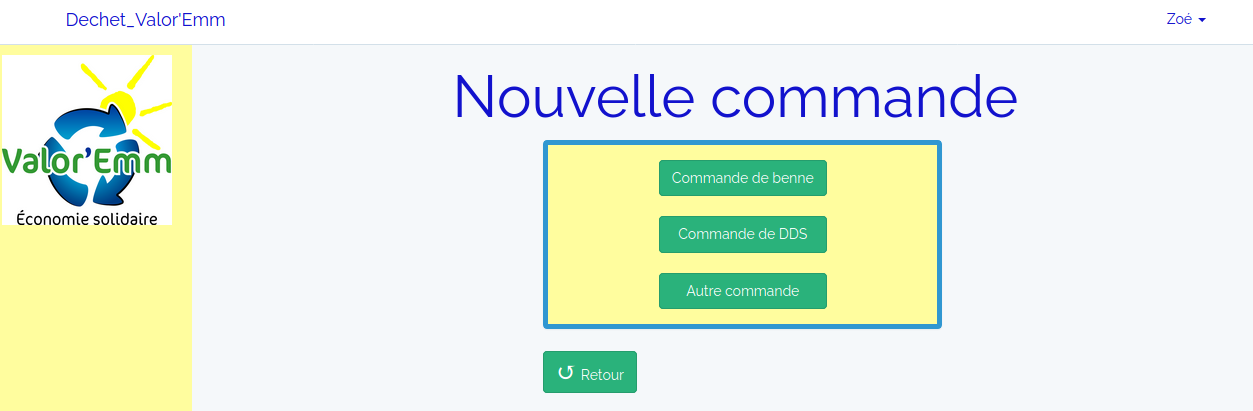 Dechet_Valor'Emm
Zoé
Valor'Emm
Économie solidaire
Nouvelle commande
Commande de benne
Commande de DDS
Autre commande
Retour